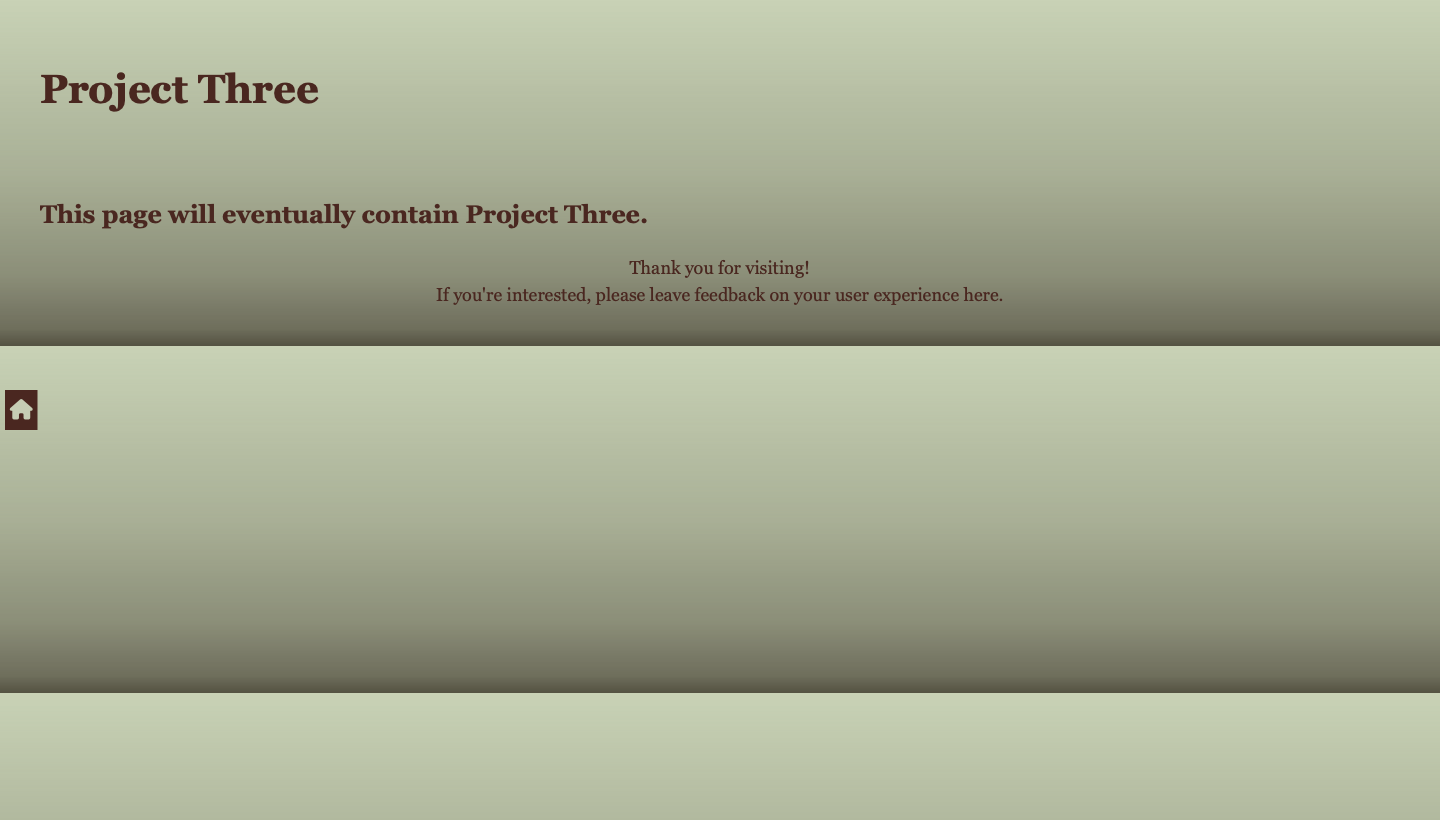 Project Three
This page will eventually contain Project Three.
Thank you for visiting!
If you're interested, please leave feedback on your user experience here.